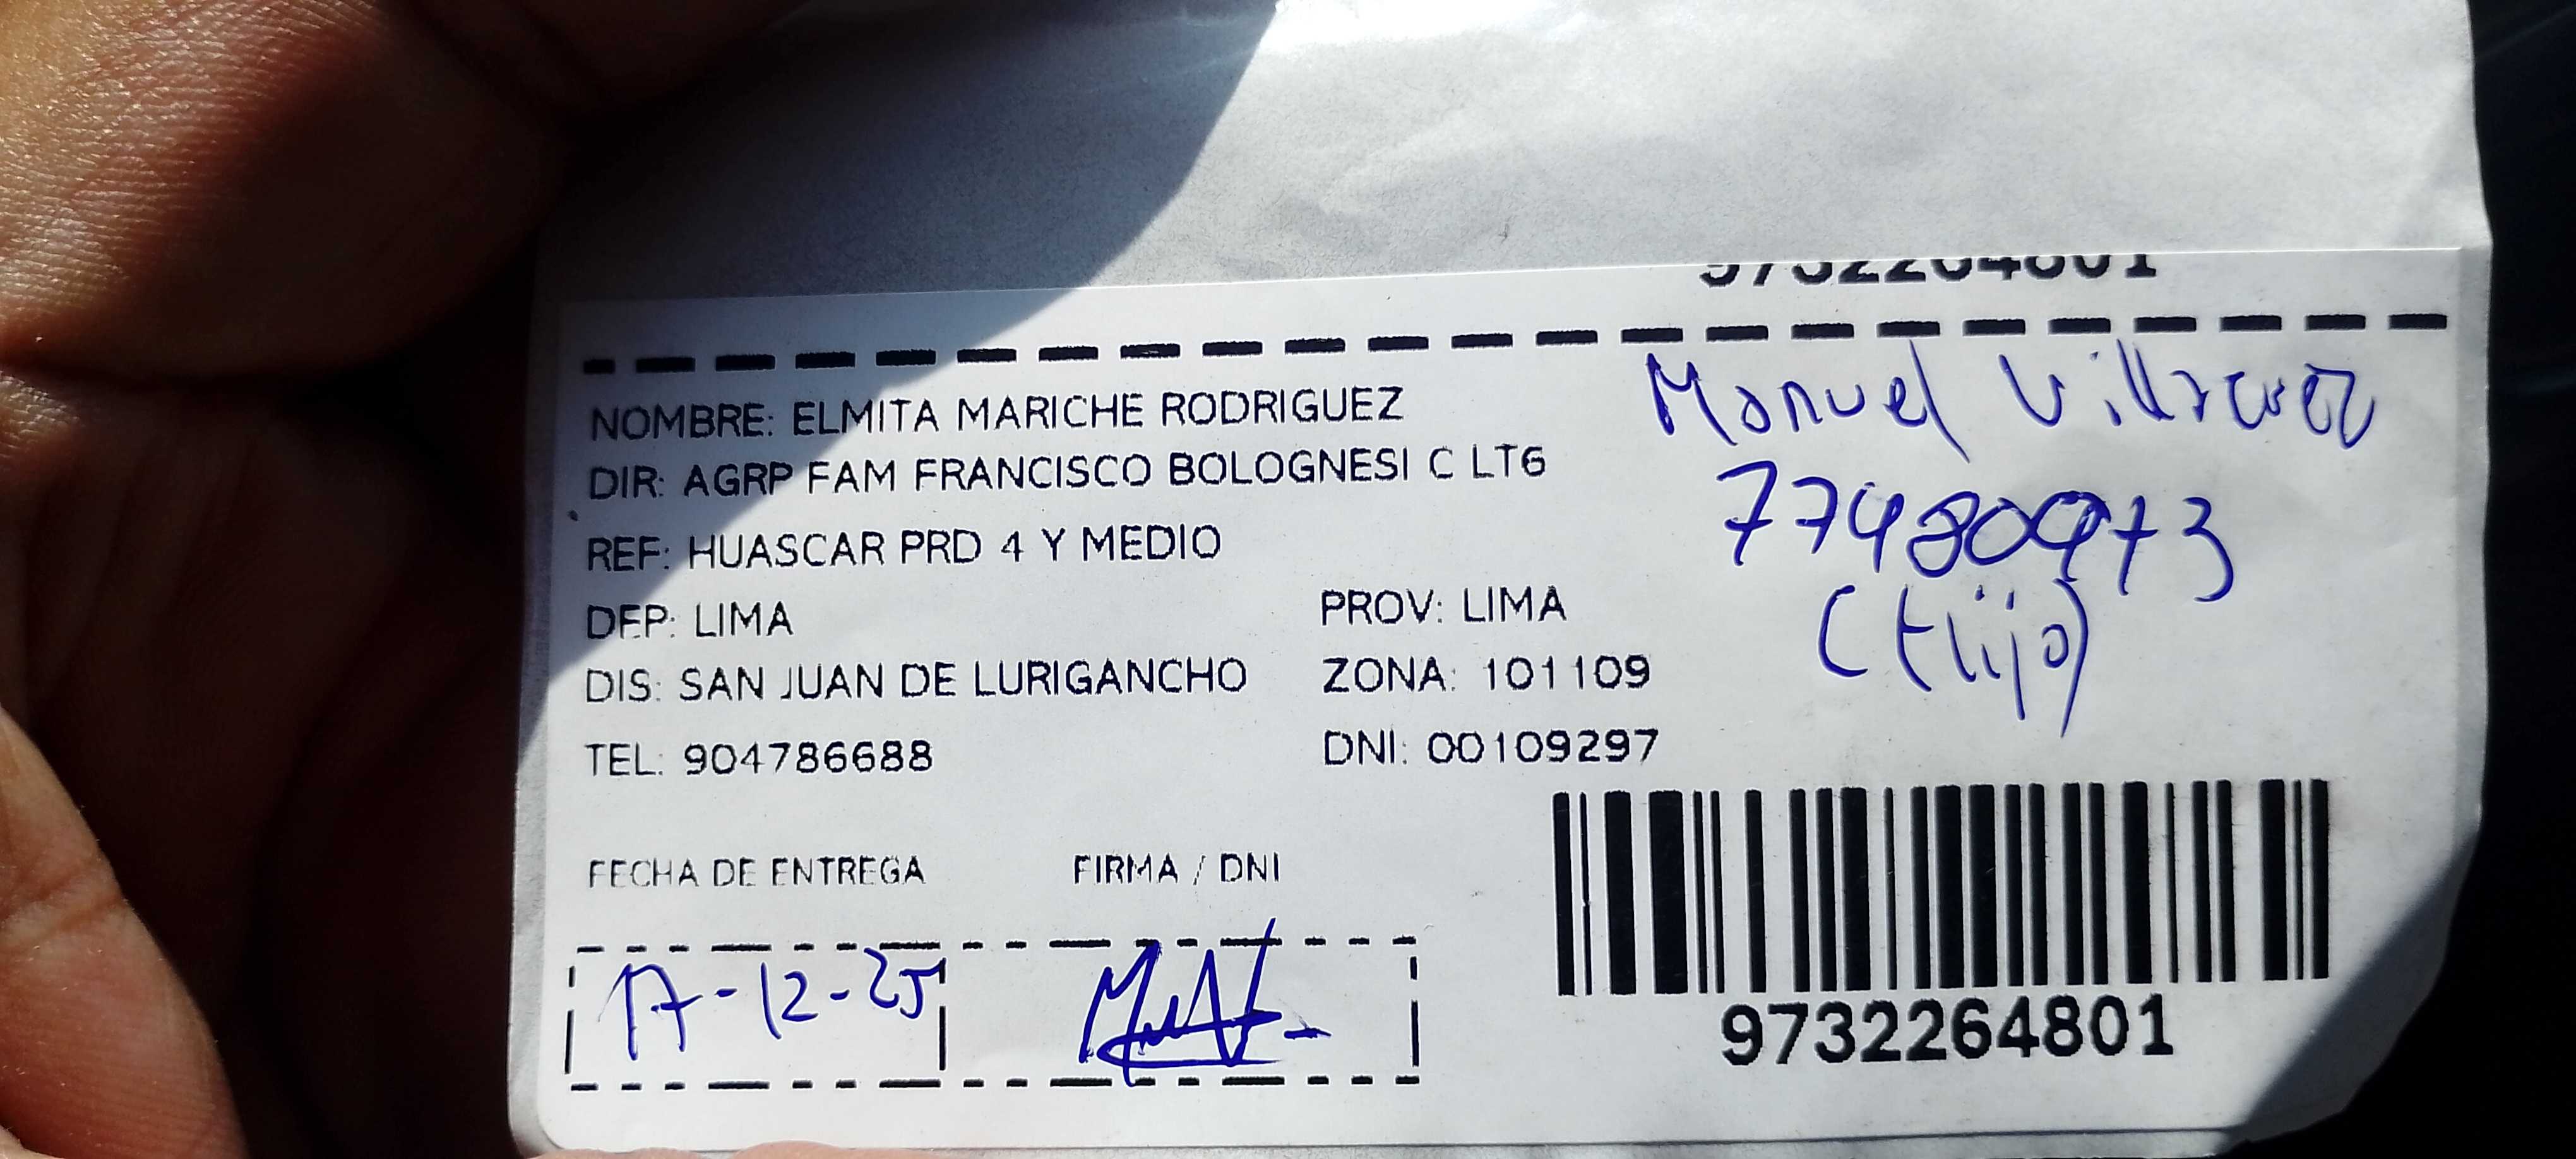 9732264801
NOMBRE: ELMITA MARICHE RODRIGUEZ
DIR: AGRP FAM FRANCISCO BOLOGNESI C LT6
REF: HUASCAR PRD 4 Y MEDIO
DEP: LIMA
PROV: LIMA
DIS: SAN JUAN DE LURIGANCHO
ZONA: 101109
TEL: 904786688
DNI: 00109297
Manuel
77480973
(Hijo)
FECHA DE ENTREGA
FIRMA / DNI
17-12-25
9732264801